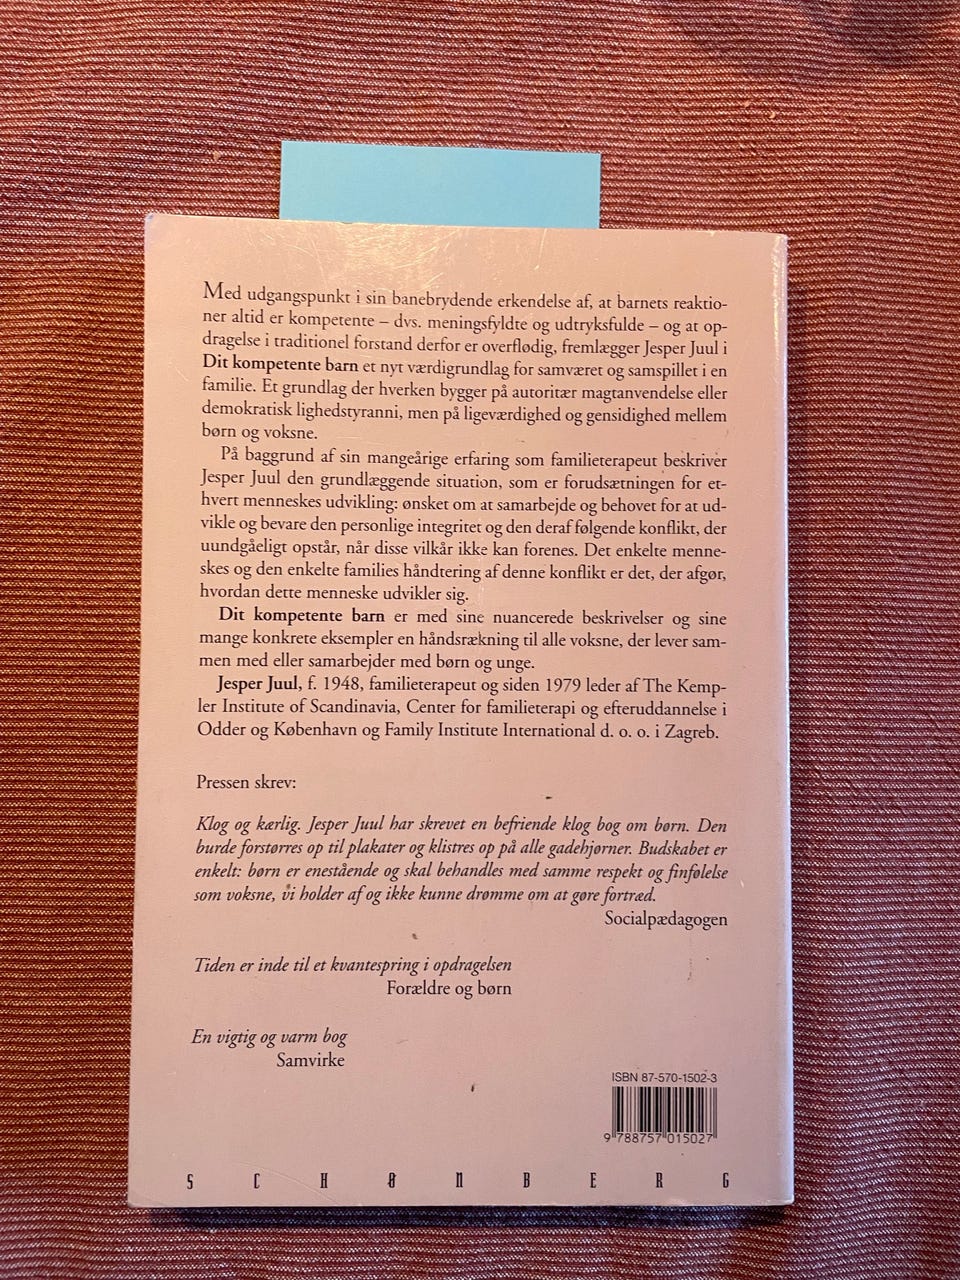 Med udgangspunkt i sin banebrydende erkendelse af, at barnets reaktio-
ner altid er kompetente – dvs. meningsfyldte og udtryksfulde – og at op-
dragelse i traditionel forstand derfor er overflødig, fremlægger Jesper Juul i
Dit kompetente barn et nyt værdigrundlag for samværet og samspillet i en
familie. Et grundlag der hverken bygger på autoritær magtanvendelse eller
demokratisk lighedstyranni, men på ligeværdighed og gensidighed mellem
børn og voksne.
På baggrund af sin mangeårige erfaring som familieterapeut beskriver
Jesper Juul den grundlæggende situation, som er forudsætningen for et-
hvert menneskes udvikling: ønsket om at samarbejde og behovet for at ud-
vikle og bevare den personlige integritet og den deraf følgende konflikt, der
uundgåeligt opstår, når disse vilkår ikke kan forenes. Det enkelte menne-
skes og den enkelte families håndtering af denne konflikt er det, der afgør,
hvordan dette menneske udvikler sig.
Dit kompetente barn er med sine nuancerede beskrivelser og sine
mange konkrete eksempler en håndsrækning til alle voksne, der lever sam-
men med eller samarbejder med børn og unge.
Jesper Juul, f. 1948, familieterapeut og siden 1979 leder af The Kemp-
ler Institute of Scandinavia, Center for familieterapi og efteruddannelse i
Odder og København og Family Institute International d. o. o. i Zagreb.
Pressen skrev:
Klog og kærlig. Jesper Juul har skrevet en befriende klog bog om børn. Den
burde forstørres op til plakater og klistres op på alle gadehjørner. Budskabet er
enkelt: børn er enestående og skal behandles med samme respekt og finfølelse
som voksne, vi holder af og ikke kunne drømme om at gøre fortræd.
Socialpædagogen
Tiden er inde til et kvantespring i opdragelsen
Forældre og børn
En vigtig og varm bog
Samvirke
ISBN 87-570-1502-3
9 788757 015027
SCHØNBERG